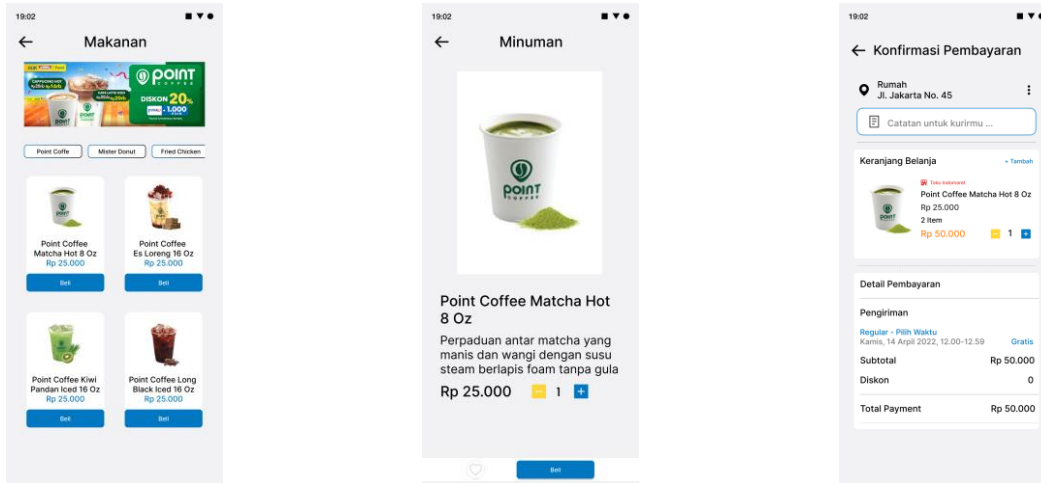 19:02
Makanan
POINT
COFFEE
DISKON 20%
1.000
Point Coffe
Mister Donut
Fried Chicken
Point Coffee
Matcha Hot 8 Oz
Rp 25.000
Beli
Point Coffee
Es Loreng 16 Oz
Rp 25.000
Beli
Point Coffee Kiwi
Pandan Iced 16 Oz
Rp 25.000
Beli
Point Coffee Long
Black Iced 16 Oz
Rp 25.000
Beli
19:02
Minuman
POINT
COFFEE
Point Coffee Matcha Hot
8 Oz
Perpaduan antar matcha yang
manis dan wangi dengan susu
steam berlapis foam tanpa gula
Rp 25.000 - 1 +
Beli
19:02
Konfirmasi Pembayaran
Rumah
Jl. Jakarta No. 45
Catatan untuk kurirmu ...
Keranjang Belanja + Tambah
Toko Indomaret
Point Coffee Matcha Hot 8 Oz
Rp 25.000
2 Item
Rp 50.000 - 1 +
POINT
Detail Pembayaran
Pengiriman
Regular - Pilih Waktu
Kamis, 14 Arpil 2022, 12.00-12.59 Gratis
Subtotal Rp 50.000
Diskon 0
Total Payment Rp 50.000